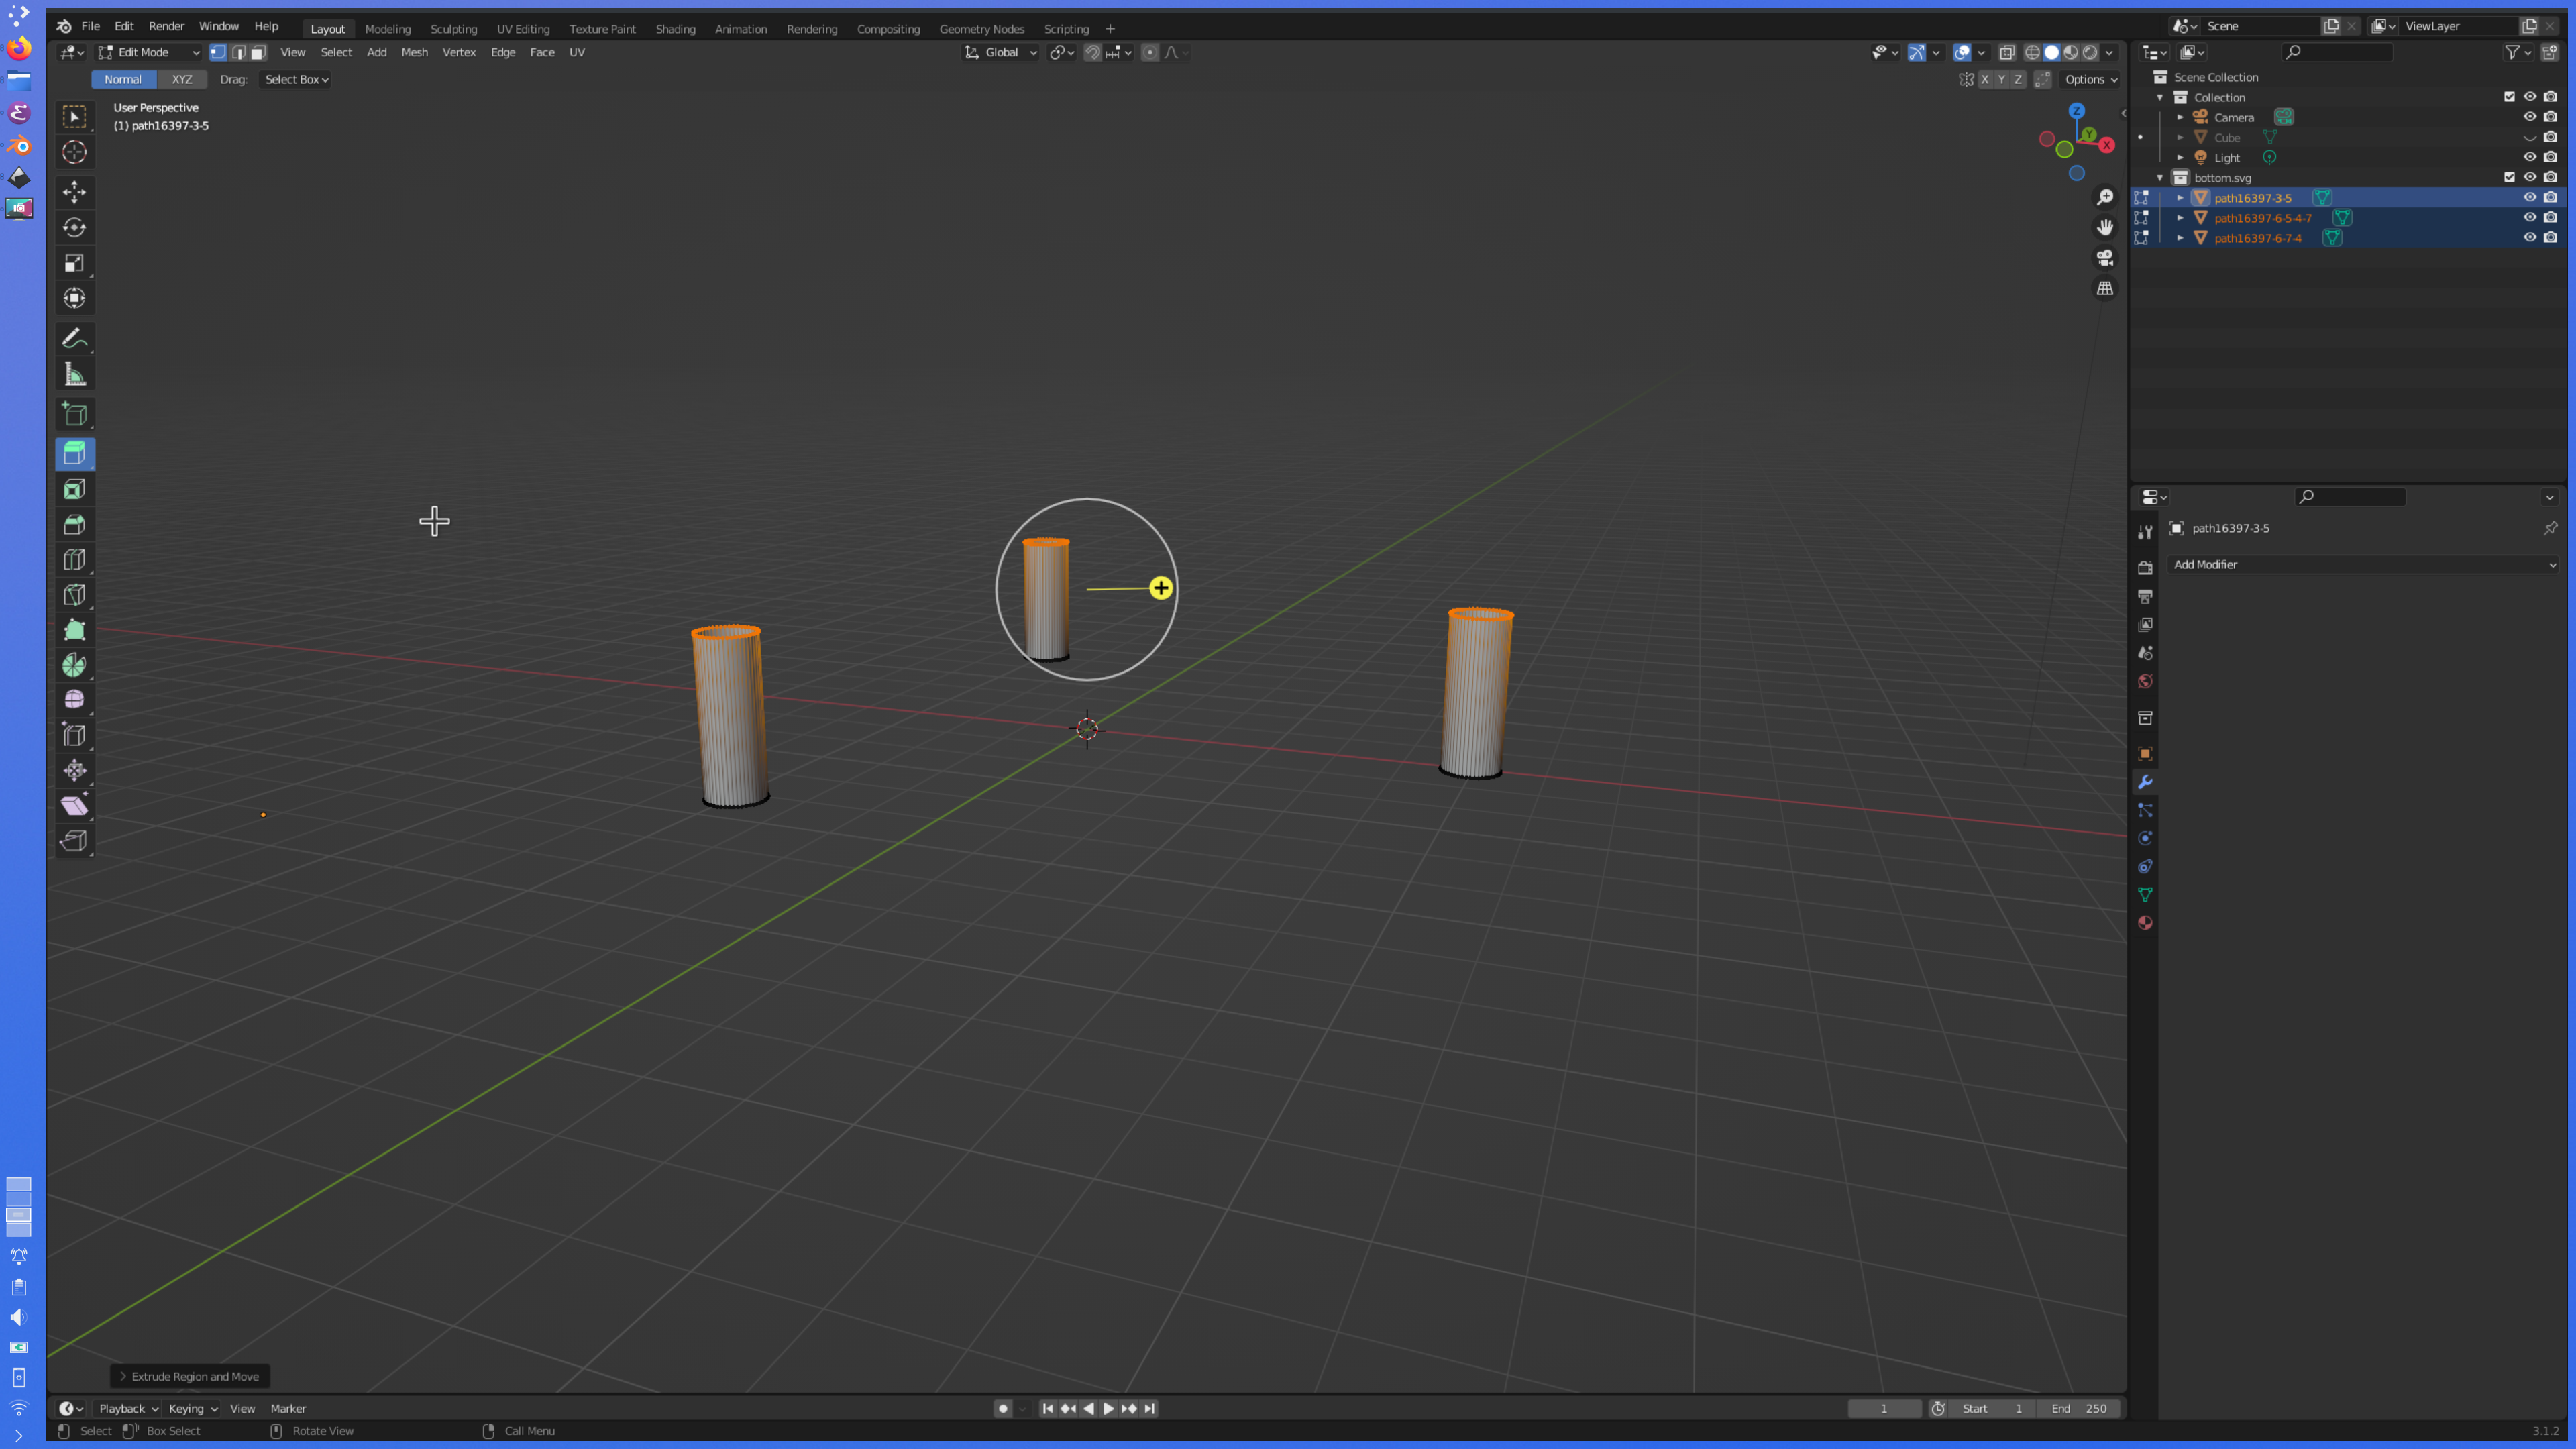 File Edit Render Window Help Layout Modeling Sculpting UV Editing Texture Paint Shading Animation Rendering Compositing Geometry Nodes Scripting + Scene ViewLayer
Edit Mode View Select Add Mesh Vertex Edge Face UV Global
Normal XYZ Drag: Select Box X Y Z Options
User Perspective
(1) path16397-3-5
Z
Y
X
Scene Collection
Collection
Camera
Cube
Light
bottom.svg
path16397-3-5
path16397-6-5-4-7
path16397-6-7-4
path16397-3-5
Add Modifier
Extrude Region and Move
Playback Keying View Marker 1 Start 1 End 250
Select Box Select Rotate View Call Menu 3.1.2